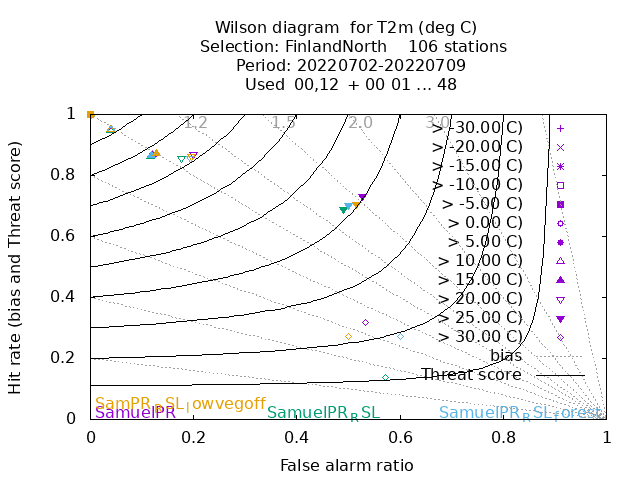 Wilson diagram  for T2m (deg C)
Selection: FinlandNorth    106 stations
Period: 20220702-20220709
Used  00,12  + 00 01 ... 48
1.2 1.5 2.0 3.0
> -30.00 C)
> -20.00 C)
> -15.00 C)
> -10.00 C)
> -5.00 C)
> 0.00 C)
> 5.00 C)
> 10.00 C)
> 15.00 C)
> 20.00 C)
> 25.00 C)
> 30.00 C)
bias
Threat score
Hit rate (bias and Threat score)
1
0.8
0.6
0.4
0.2
0
SamPR_RSL_lowvegoff
SamuelPR SamuelPR_RSL SamuelPR_RSL_forest
0 0.2 0.4 0.6 0.8 1
False alarm ratio